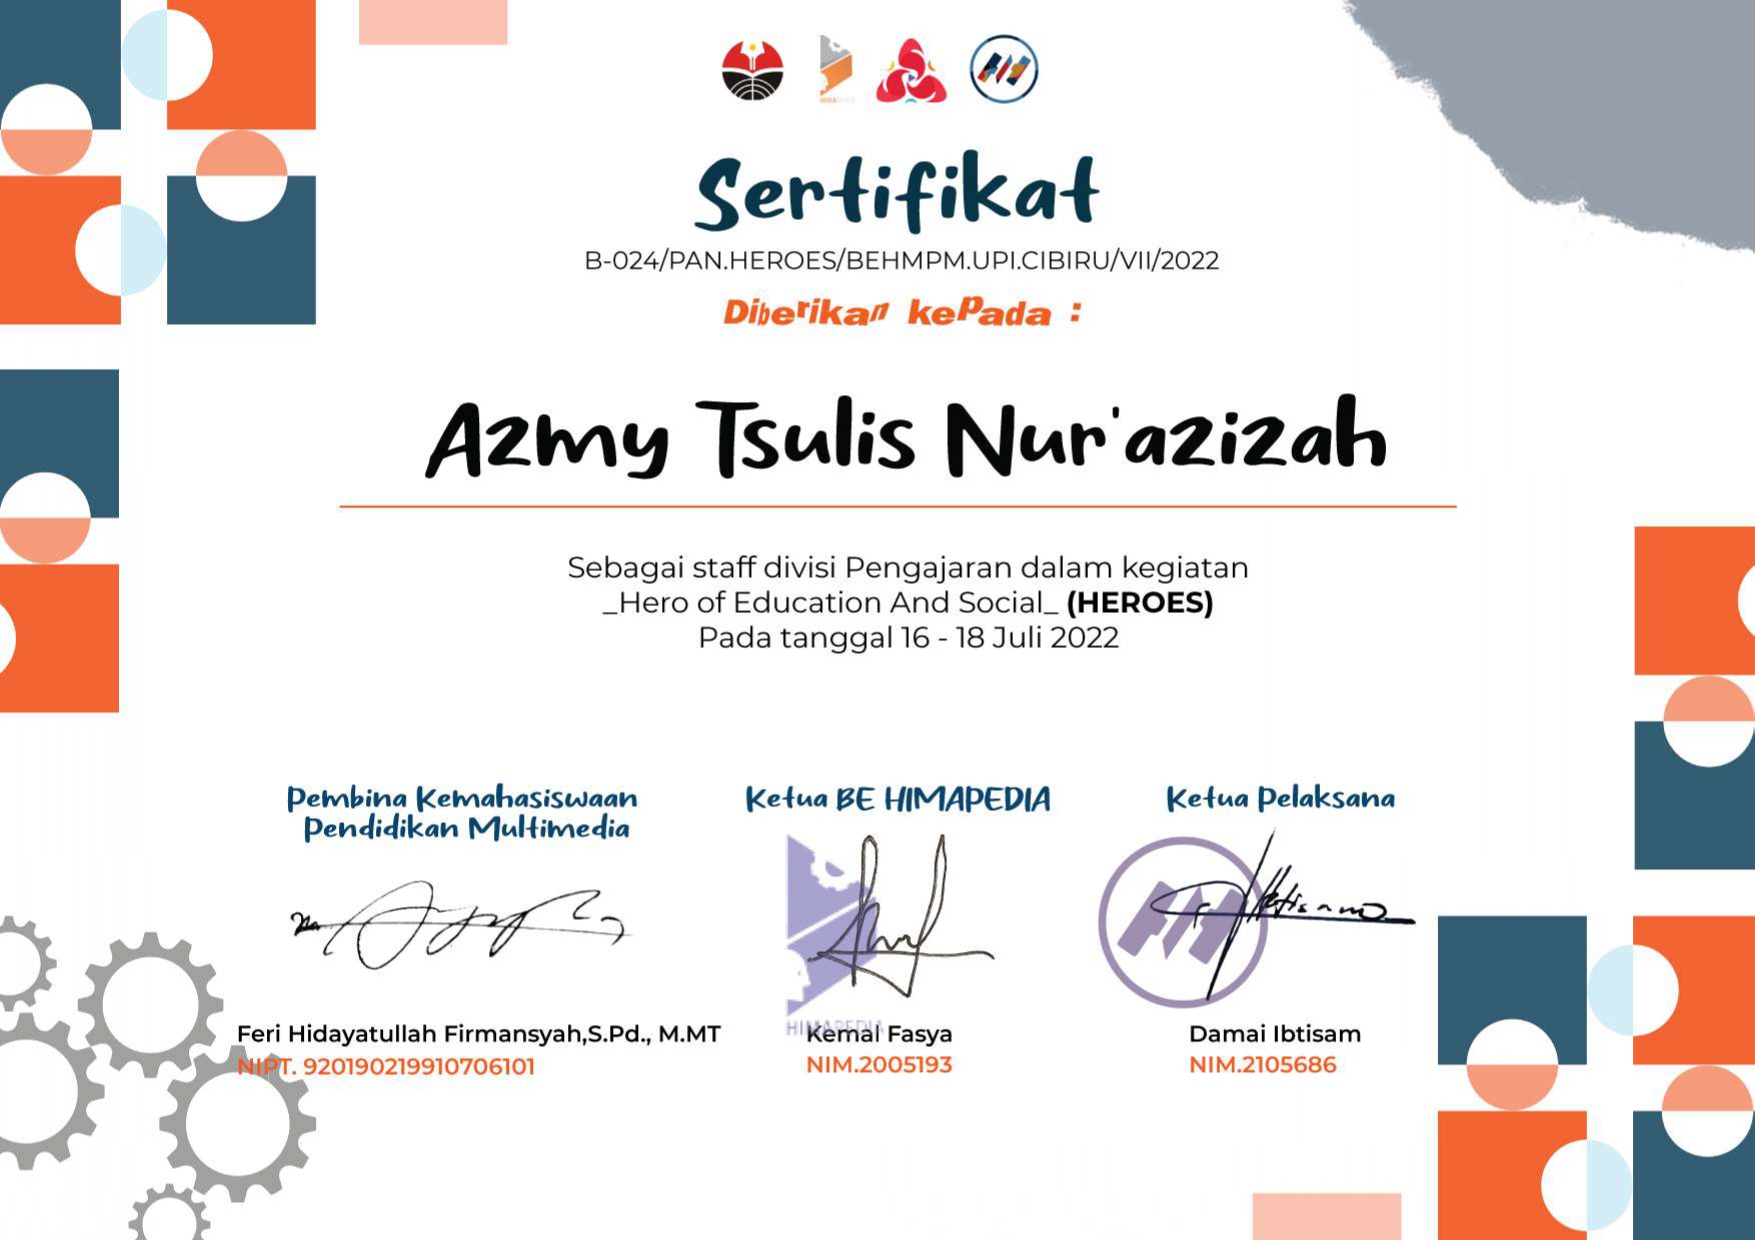 Sertifikat
B-024/PAN.HEROES/BEHMPM.UPI.CIBIRU/VII/2022
Diberikan kePada :
Azmy Tsulis Nur'azizah
Sebagai staff divisi Pengajaran dalam kegiatan
_Hero of Education And Social_ (HEROES)
Pada tanggal 16 - 18 Juli 2022
Pembina Kemahasiswaan
Pendidikan Multimedia
Feri Hidayatullah Firmansyah,S.Pd., M.MT
NIPT. 920190219910706101
Ketua BE HIMAPEDIA
HIMAPEDIA
Kemal Fasya
NIM.2005193
Ketua Pelaksana
Damai Ibtisam
NIM.2105686